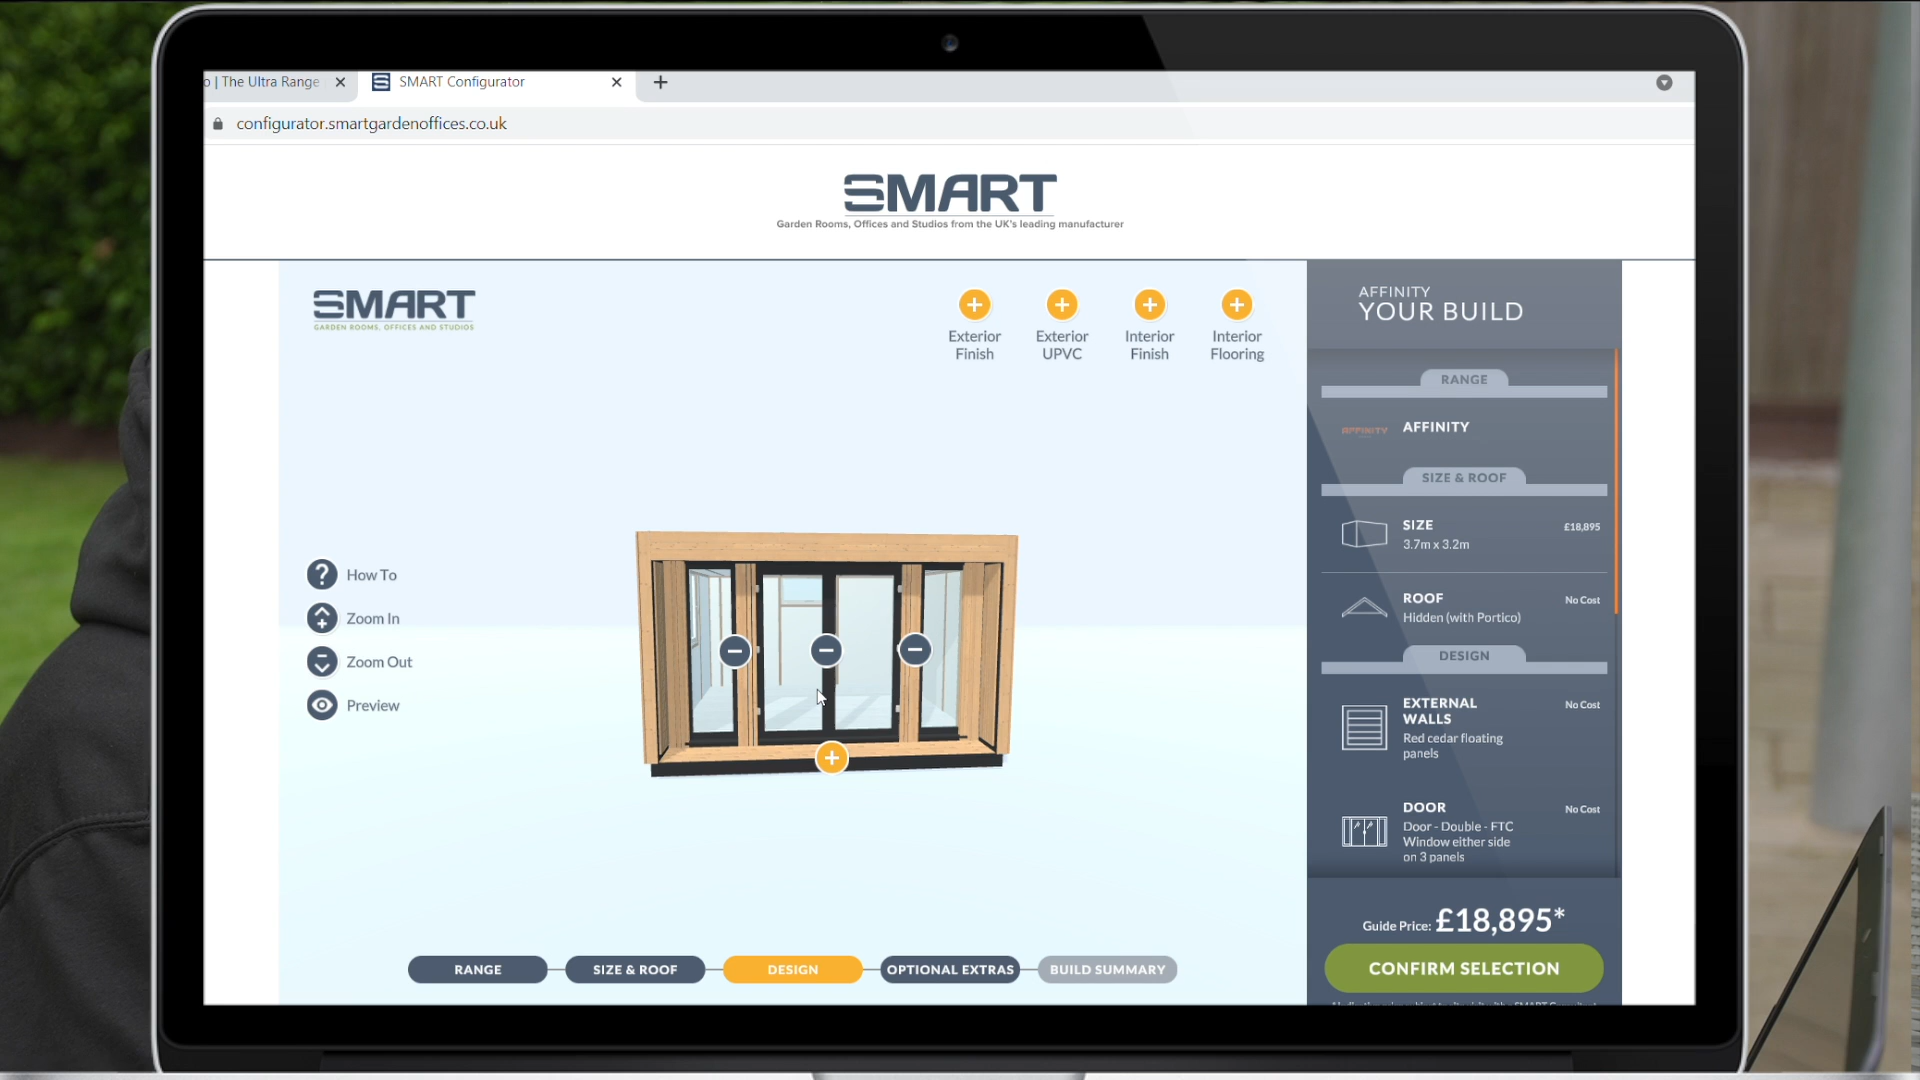 o | The Ultra Range
SMART Configurator
configurator.smartgardenoffices.co.uk
SMART
Garden Rooms, Offices and Studios from the UK's leading manufacturer
SMART
GARDEN ROOMS, OFFICES AND STUDIOS
Exterior
Finish
Exterior
UPVC
Interior
Finish
Interior
Flooring
How To
Zoom In
Zoom Out
Preview
RANGE
SIZE & ROOF
DESIGN
OPTIONAL EXTRAS
BUILD SUMMARY
AFFINITY
YOUR BUILD
RANGE
AFFINITY
AFFINITY
SIZE & ROOF
SIZE
£18,895
3.7m x 3.2m
ROOF
No Cost
Hidden (with Portico)
DESIGN
EXTERNAL
WALLS
No Cost
Red cedar floating
panels
DOOR
No Cost
Door - Double - FTC
Window either side
on 3 panels
Guide Price: £18,895*
CONFIRM SELECTION